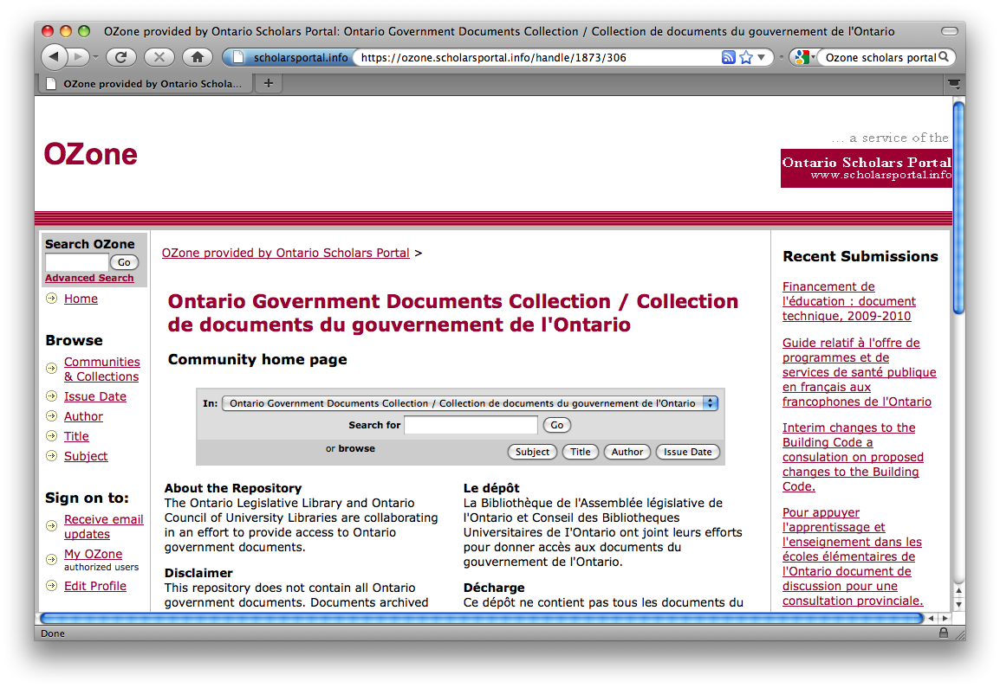 OZone provided by Ontario Scholars Portal: Ontario Government Documents Collection / Collection de documents du gouvernement de l'Ontario
scholarsportal.info https://ozone.scholarsportal.info/handle/1873/306 Ozone scholars portal
OZone provided by Ontario Schola... +
OZone
... a service of the
Ontario Scholars Portal
www.scholarsportal.info
Search OZone
Go
Advanced Search
Home
Browse
Communities
& Collections
Issue Date
Author
Title
Subject
Sign on to:
Receive email
updates
My OZone
authorized users
Edit Profile
OZone provided by Ontario Scholars Portal >
Ontario Government Documents Collection / Collection
de documents du gouvernement de l'Ontario
Community home page
In: Ontario Government Documents Collection / Collection de documents du gouvernement de l'Ontario
Search for Go
or browse Subject Title Author Issue Date
About the Repository
The Ontario Legislative Library and Ontario
Council of University Libraries are collaborating
in an effort to provide access to Ontario
government documents.
Disclaimer
This repository does not contain all Ontario
government documents. Documents archived
Le dépôt
La Bibliothèque de l'Assemblée législative de
l'Ontario et Conseil des Bibliotheques
Universitaires de I'Ontario ont joint leurs efforts
pour donner accès aux documents du
gouvernement de l'Ontario.
Décharge
Ce dépôt ne contient pas tous les documents du
Recent Submissions
Financement de
l'éducation : document
technique, 2009-2010
Guide relatif à l'offre de
programmes et de
services de santé publique
en français aux
francophones de l'Ontario
Interim changes to the
Building Code a
consulation on proposed
changes to the Building
Code.
Pour appuyer
l'apprentissage et
l'enseignement dans les
écoles élémentaires de
l'Ontario document de
discussion pour une
consultation provinciale.
Done